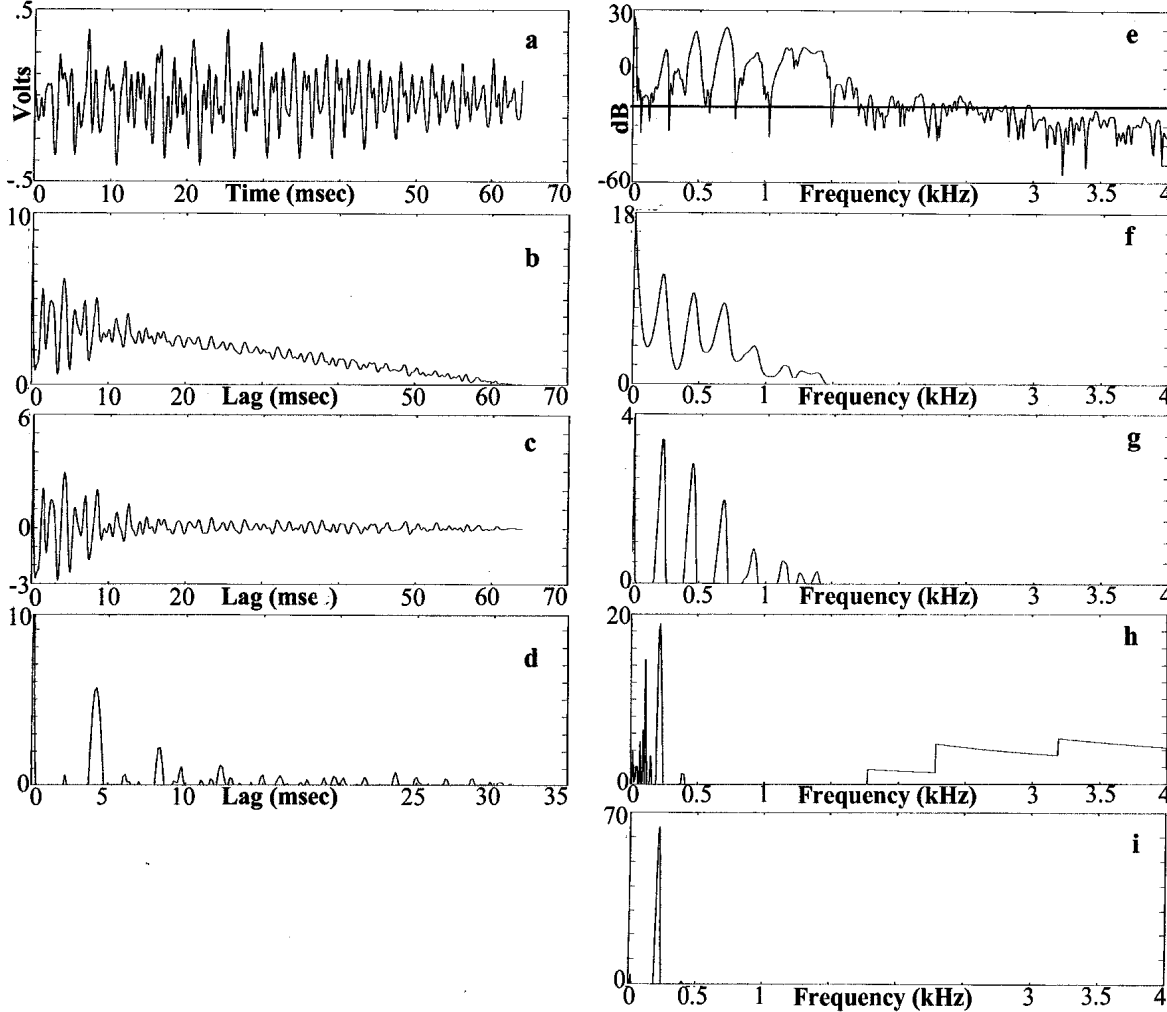 .5
a
Volts
-.5
0 10 20 30 40 50 60 70
Time (msec)
10
b
0
0 10 20 50 60 70
Lag (msec)
6
c
0
-3
0 10 20 50 60 70
Lag (mse .)
10
d
0
0 5 10 25 30 35
Lag (msec)
30
e
0
dB
-60
0 0.5 1 3 3.5 4
Frequency (kHz)
18
f
0
0 0.5 1 3 3.5 4
Frequency (kHz)
4
g
0
0 0.5 1 3 3.5 4
Frequency (kHz)
20
h
0
0 0.5 1 3 3.5 4
Frequency (kHz)
70
i
0
0 0.5 1 3 3.5 4
Frequency (kHz)